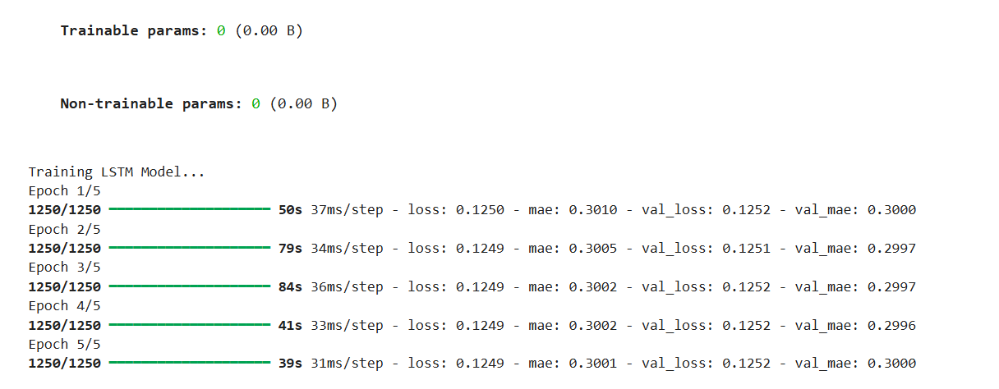 Trainable params: 0 (0.00 B)
Non-trainable params: 0 (0.00 B)
Training LSTM Model...
Epoch 1/5
1250/1250 ━━━━━━━━━━━━━━━━━━━━ 50s 37ms/step - loss: 0.1250 - mae: 0.3010 - val_loss: 0.1252 - val_mae: 0.3000
Epoch 2/5
1250/1250 ━━━━━━━━━━━━━━━━━━━━ 79s 34ms/step - loss: 0.1249 - mae: 0.3005 - val_loss: 0.1251 - val_mae: 0.2997
Epoch 3/5
1250/1250 ━━━━━━━━━━━━━━━━━━━━ 84s 36ms/step - loss: 0.1249 - mae: 0.3002 - val_loss: 0.1252 - val_mae: 0.2997
Epoch 4/5
1250/1250 ━━━━━━━━━━━━━━━━━━━━ 41s 33ms/step - loss: 0.1249 - mae: 0.3002 - val_loss: 0.1252 - val_mae: 0.2996
Epoch 5/5
1250/1250 ━━━━━━━━━━━━━━━━━━━━ 39s 31ms/step - loss: 0.1249 - mae: 0.3001 - val_loss: 0.1252 - val_mae: 0.3000